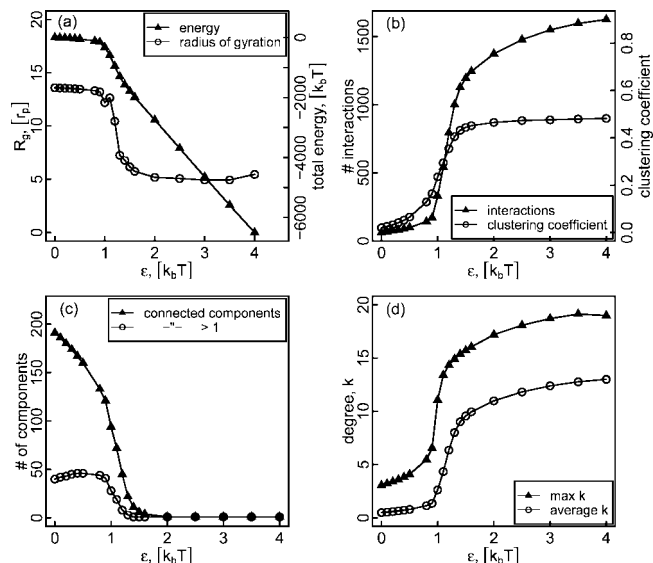 (a)
energy
radius of gyration
R_g, [r_p]
0 5 10 15 20
total energy, [k_bT]
−6000 −4000 −2000 0
0 1 2 3 4
ε, [k_bT]
(b)
interactions
clustering coefficient
# interactions
0 500 1000 1500
clustering coefficient
0.0 0.2 0.4 0.6 0.8
0 1 2 3 4
ε, [k_bT]
(c)
connected components
−"− > 1
# of components
0 50 100 150 200
0 1 2 3 4
ε, [k_bT]
(d)
max k
average k
degree, k
0 5 10 15 20
0 1 2 3 4
ε, [k_bT]